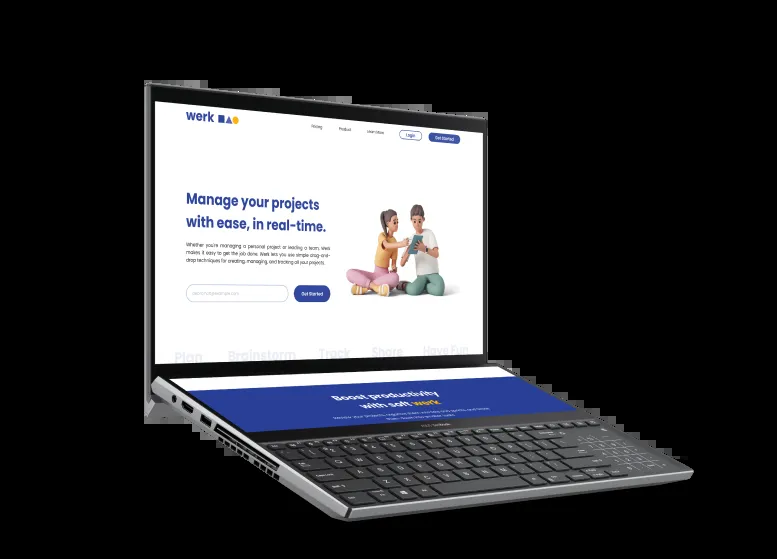 werk
Pricing
Product
Learn More
Login
Get Started
Manage your projects
with ease, in real-time.
Whether you're managing a personal project or leading a team, Werk
makes it easy to get the job done. Werk lets you use simple drag-and-
drop techniques for creating, managing, and tracking all your projects.
Get Started
Plan
Brainstorm
Track
Share
Have Fun
Boost productivity
with soft werk